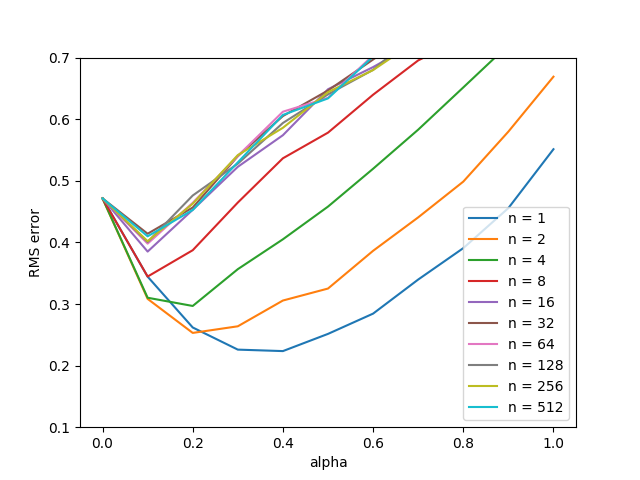 0.7
0.6
0.5
0.4
0.3
0.2
0.1
RMS error
0.0
0.2
0.4
0.6
0.8
1.0
alpha
n = 1
n = 2
n = 4
n = 8
n = 16
n = 32
n = 64
n = 128
n = 256
n = 512